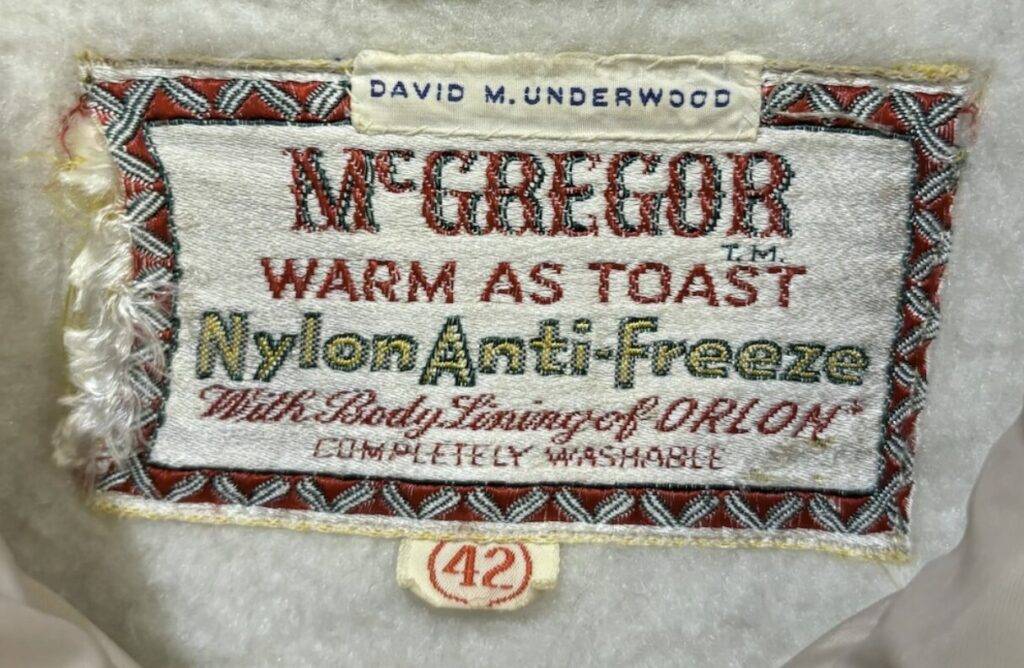 DAVID M. UNDERWOOD
McGREGOR
T.M.
WARM AS TOAST
Nylon Anti-Freeze
With Body Lining of ORLON*
COMPLETELY WASHABLE
42